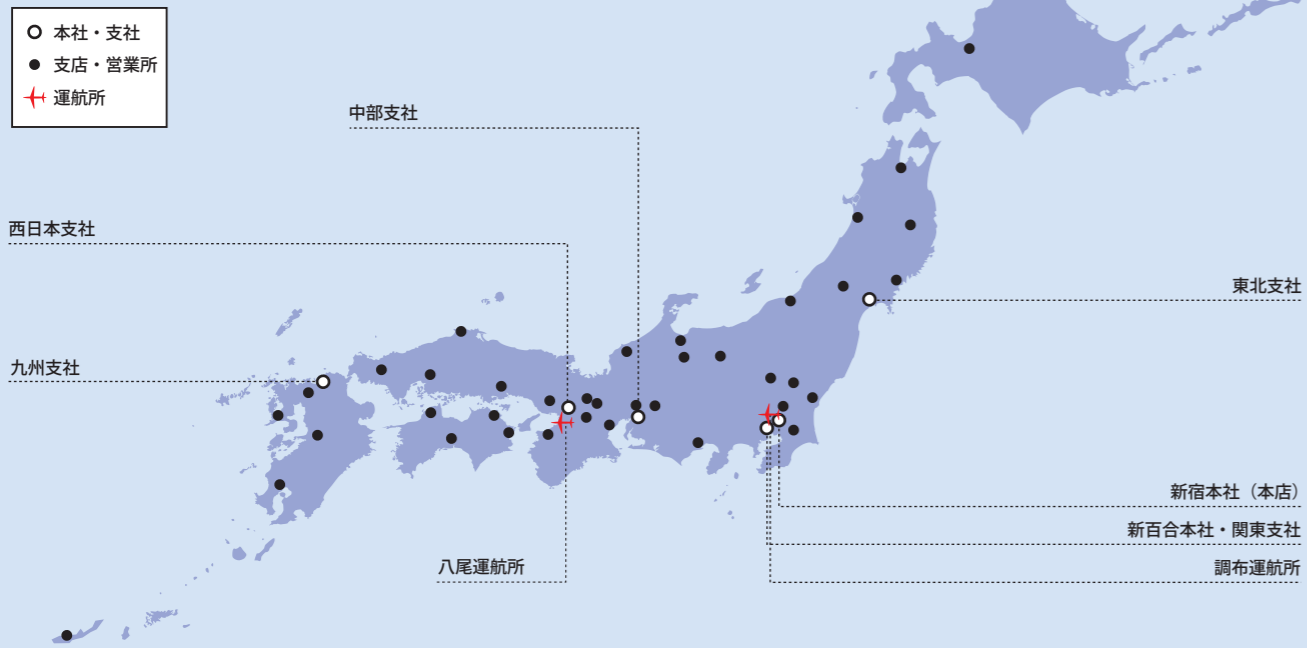 本社・支社
支店・営業所
運航所
中部支社
西日本支社
東北支社
九州支社
新宿本社（本店）
新百合本社・関東支社
八尾運航所
調布運航所